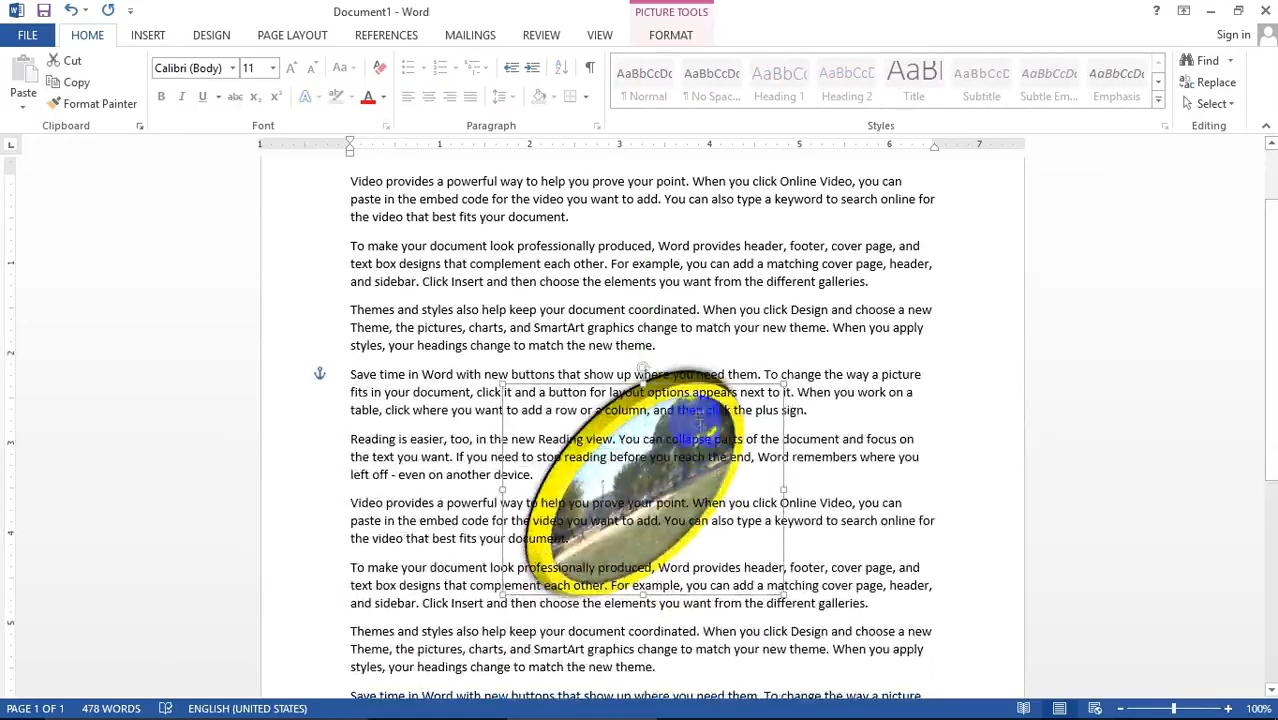 Document1 - Word
PICTURE TOOLS
?
FILE HOME INSERT DESIGN PAGE LAYOUT REFERENCES MAILINGS REVIEW VIEW FORMAT Sign in
Cut
Copy
Format Painter
Paste
Clipboard
Calibri (Body) 11
Aa
B I U abc X₂ X² A A
Font
Paragraph
AaBbCcDc AaBbCcDc AaBbCc AaBbCcC AaBl AaBbCcD AaBbCcDc AaBbCcDc
¶ Normal ¶ No Spac... Heading 1 Heading 2 Title Subtitle Subtle Em... Emphasis
Styles
Find
Replace
Select
Editing
1 1 2 3 4 5 6 7
1
2
3
4
5
Video provides a powerful way to help you prove your point. When you click Online Video, you can
paste in the embed code for the video you want to add. You can also type a keyword to search online for
the video that best fits your document.
To make your document look professionally produced, Word provides header, footer, cover page, and
text box designs that complement each other. For example, you can add a matching cover page, header,
and sidebar. Click Insert and then choose the elements you want from the different galleries.
Themes and styles also help keep your document coordinated. When you click Design and choose a new
Theme, the pictures, charts, and SmartArt graphics change to match your new theme. When you apply
styles, your headings change to match the new theme.
Save time in Word with new buttons that show up where you need them. To change the way a picture
fits in your document, click it and a button for layout options appears next to it. When you work on a
table, click where you want to add a row or a column, and then click the plus sign.
Reading is easier, too, in the new Reading view. You can collapse parts of the document and focus on
the text you want. If you need to stop reading before you reach the end, Word remembers where you
left off - even on another device.
Video provides a powerful way to help you prove your point. When you click Online Video, you can
paste in the embed code for the video you want to add. You can also type a keyword to search online for
the video that best fits your document.
To make your document look professionally produced, Word provides header, footer, cover page, and
text box designs that complement each other. For example, you can add a matching cover page, header,
and sidebar. Click Insert and then choose the elements you want from the different galleries.
Themes and styles also help keep your document coordinated. When you click Design and choose a new
Theme, the pictures, charts, and SmartArt graphics change to match your new theme. When you apply
styles, your headings change to match the new theme.
Save time in Word with new buttons that show up where you need them. To change the way a picture
PAGE 1 OF 1 478 WORDS ENGLISH (UNITED STATES) 100%